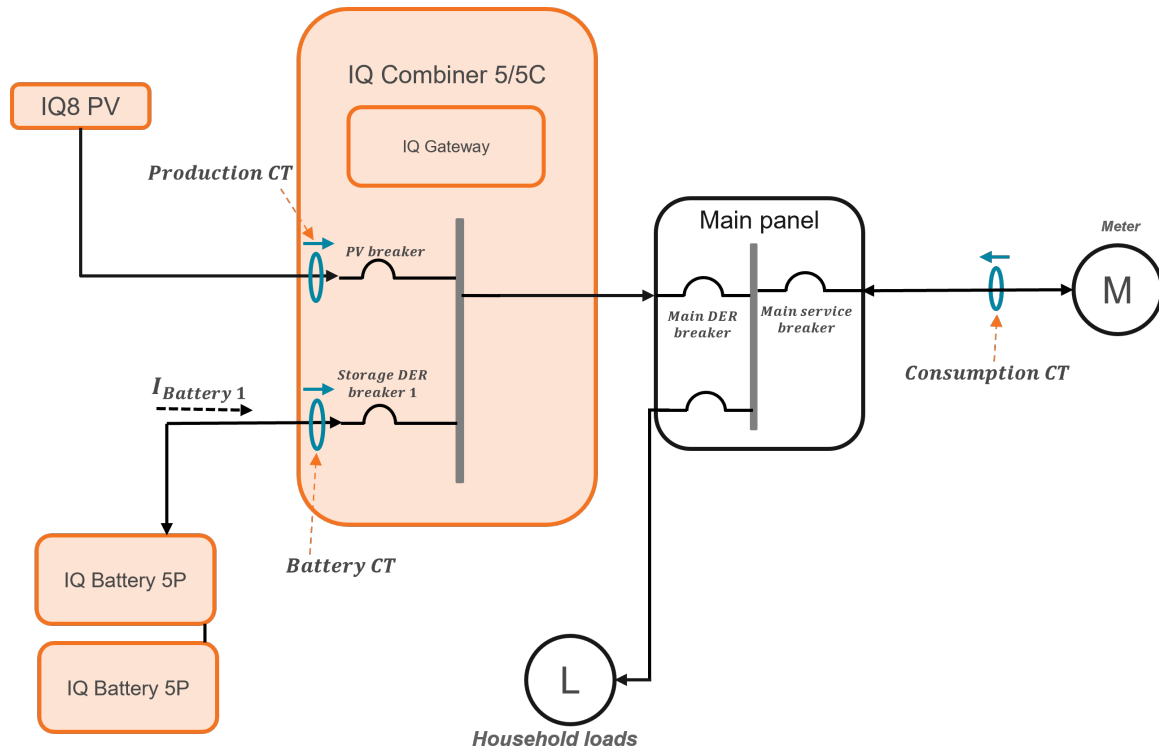 IQ Combiner 5/5C
IQ8 PV
IQ Gateway
Production CT
PV breaker
Main panel
Meter
M
Main DER
breaker
Main service
breaker
Consumption CT
I Battery 1
Storage DER
breaker 1
Battery CT
IQ Battery 5P
IQ Battery 5P
L
Household loads